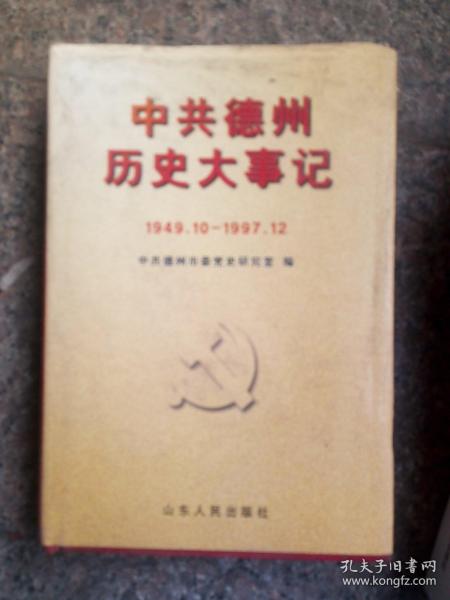 中共德州
历史大事记
1949.10-1997.12
中共德州市委党史研究室 编
山东人民出版社
孔夫子旧书网
www.kongfz.com